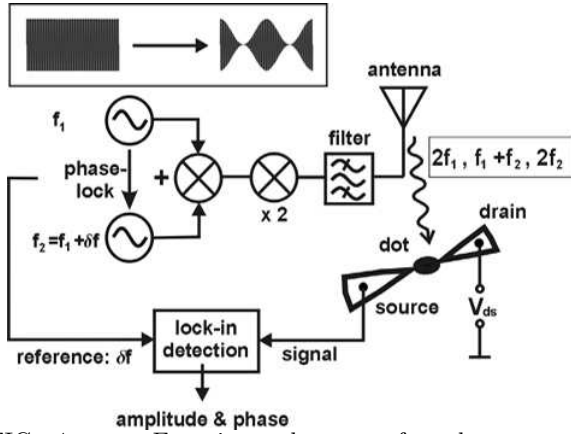 antenna
f1
filter
2f1 , f1 +f2 , 2f2
phase-
lock
+
x 2
drain
f2=f1 +δf
dot
source
Vds
lock-in
detection
reference: δf
signal
amplitude & phase